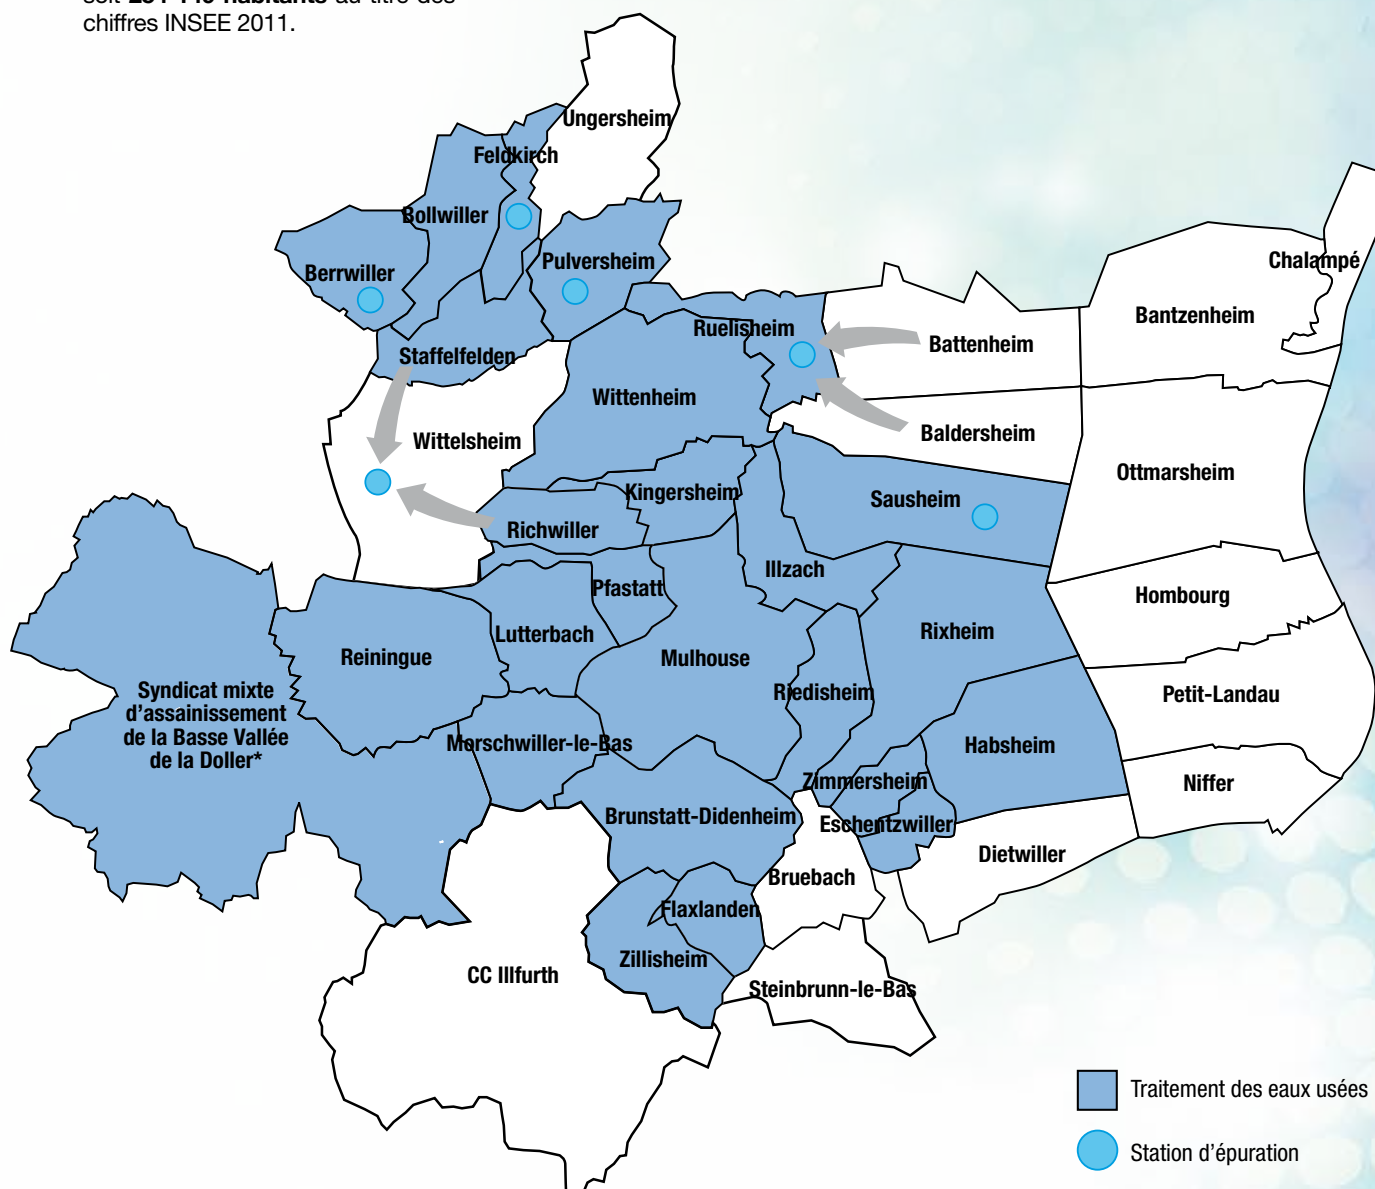 chiffres INSEE 2011.
Ungersheim
Feldkirch
Bollwiller
Berrwiller
Pulversheim
Chalampé
Bantzenheim
Ruelisheim
Battenheim
Staffelfelden
Wittenheim
Wittelsheim
Baldersheim
Ottmarsheim
Kingersheim
Sausheim
Richwiller
Illzach
Pfastatt
Hombourg
Lutterbach
Rixheim
Reiningue
Mulhouse
Syndicat mixte
d'assainissement
de la Basse Vallée
de la Doller*
Riedisheim
Petit-Landau
Morschwiller-le-Bas
Habsheim
Zimmersheim
Niffer
Brunstatt-Didenheim
Eschentzwiller
Dietwiller
Bruebach
Flaxlanden
Zillisheim
CC Illfurth
Steinbrunn-le-Bas
Traitement des eaux usées
Station d'épuration